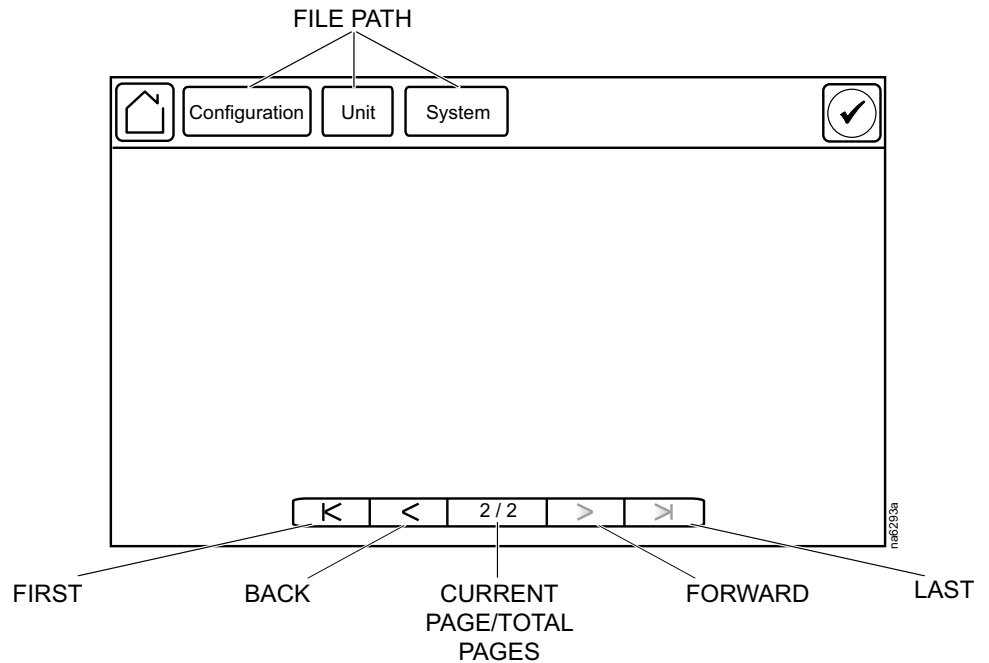 FILE PATH
Configuration Unit System
2 / 2
na6293a
FIRST BACK CURRENT FORWARD LAST
PAGE/TOTAL
PAGES